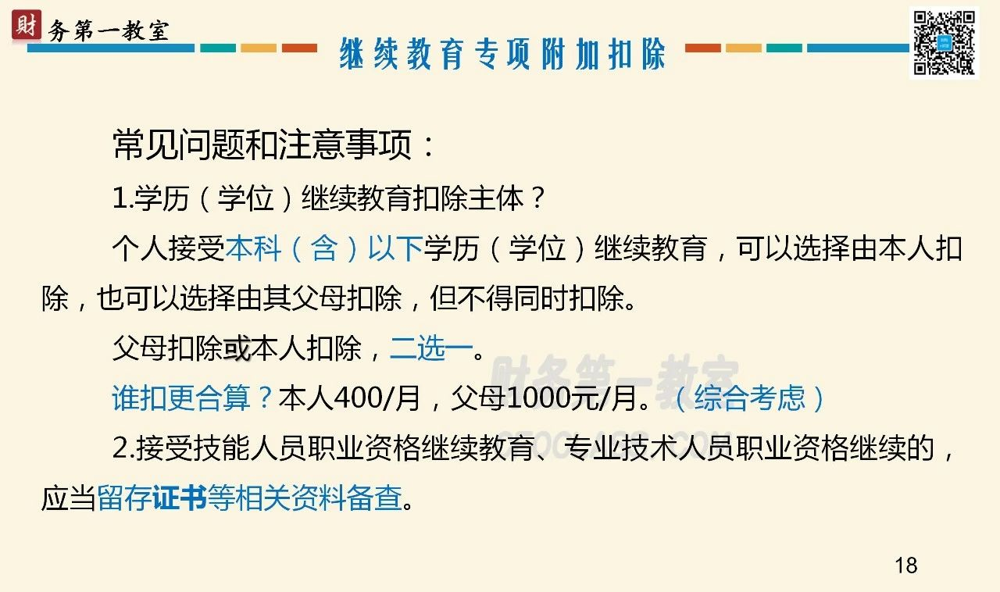 財务第一教室
继续教育专项附加扣除
常见问题和注意事项：
1.学历（学位）继续教育扣除主体？
个人接受本科（含）以下学历（学位）继续教育，可以选择由本人扣
除，也可以选择由其父母扣除，但不得同时扣除。
父母扣除或本人扣除，二选一。
财务第一教室
谁扣更合算？本人400/月，父母1000元/月。（综合考虑）
2.接受技能人员职业资格继续教育、专业技术人员职业资格继续的，
应当留存证书等相关资料备查。
18